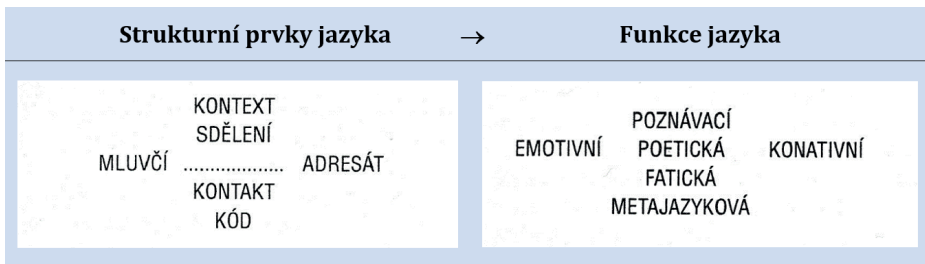 Strukturní prvky jazyka → Funkce jazyka
KONTEXT
SDĚLENÍ
MLUVČÍ ................... ADRESÁT
KONTAKT
KÓD
POZNÁVACÍ
EMOTIVNÍ POETICKÁ KONATIVNÍ
FATICKÁ
METAJAZYKOVÁ